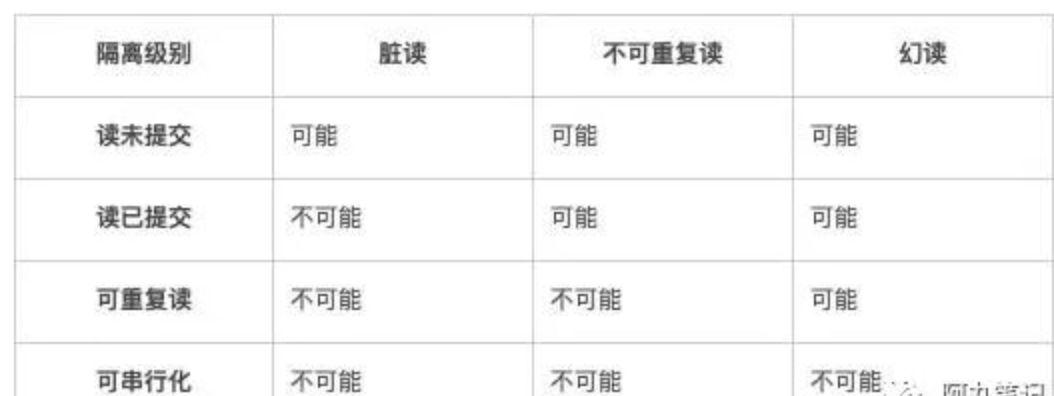 隔离级别 脏读 不可重复读 幻读
读未提交 可能 可能 可能
读已提交 不可能 可能 可能
可重复读 不可能 不可能 可能
可串行化 不可能 不可能 不可能
阿九笔记